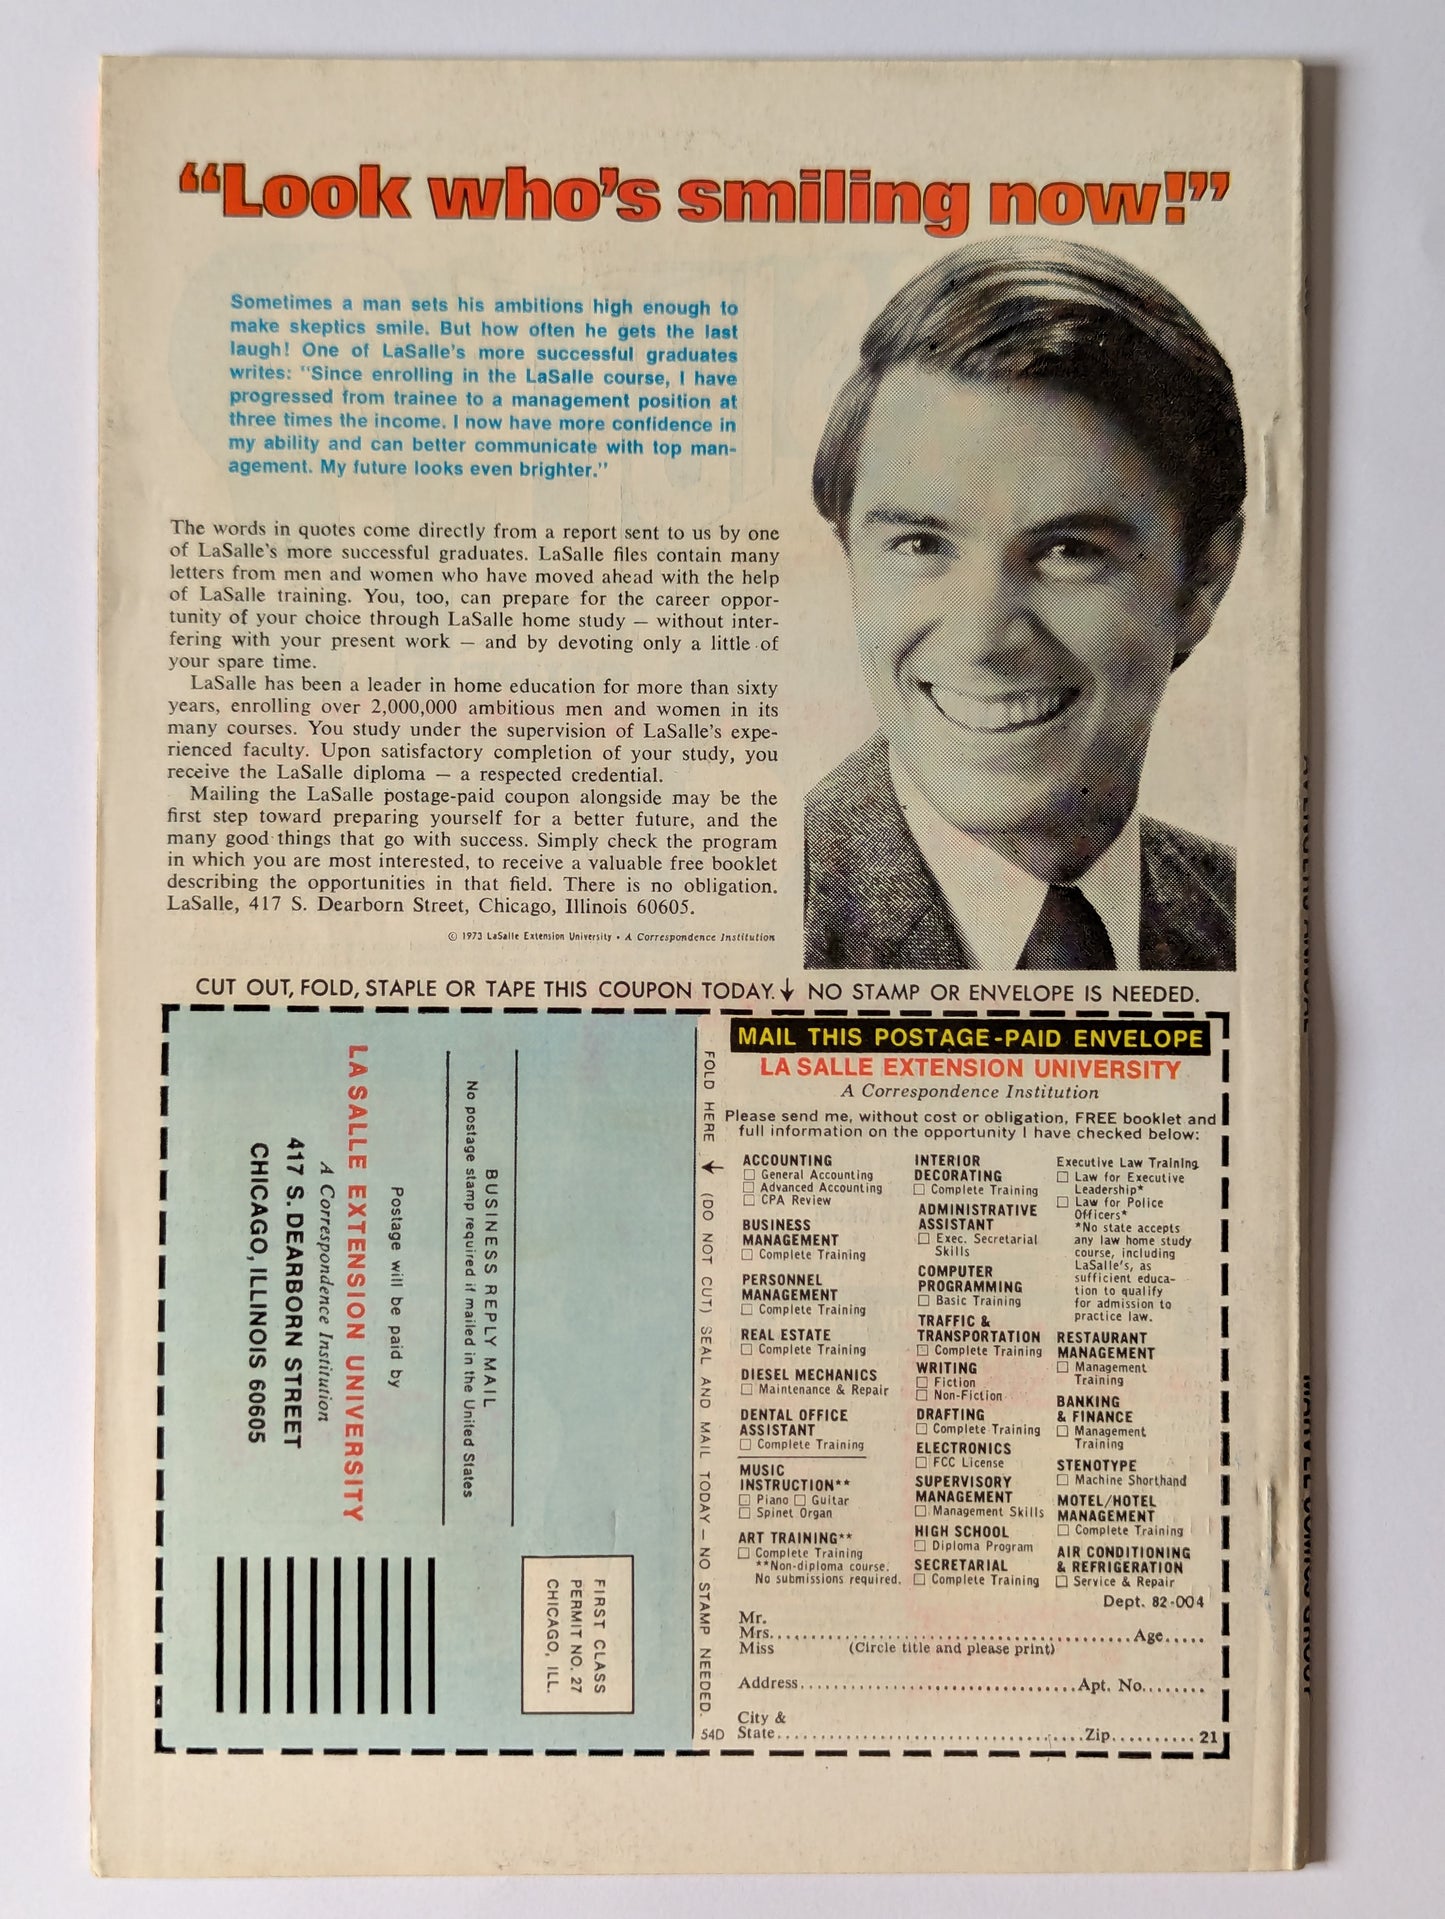 “Look who’s smiling now!”
Sometimes a man sets his ambitions high enough to
make skeptics smile. But how often he gets the last
laugh! One of LaSalle's more successful graduates
writes: "Since enrolling in the LaSalle course, I have
progressed from trainee to a management position at
three times the income. I now have more confidence in
my ability and can better communicate with top man-
agement. My future looks even brighter."
The words in quotes come directly from a report sent to us by one
of LaSalle's more successful graduates. LaSalle files contain many
letters from men and women who have moved ahead with the help
of LaSalle training. You, too, can prepare for the career oppor-
tunity of your choice through LaSalle home study — without inter-
fering with your present work — and by devoting only a little of
your spare time.
LaSalle has been a leader in home education for more than sixty
years, enrolling over 2,000,000 ambitious men and women in its
many courses. You study under the supervision of LaSalle's expe-
rienced faculty. Upon satisfactory completion of your study, you
receive the LaSalle diploma — a respected credential.
Mailing the LaSalle postage-paid coupon alongside may be the
first step toward preparing yourself for a better future, and the
many good things that go with success. Simply check the program
in which you are most interested, to receive a valuable free booklet
describing the opportunities in that field. There is no obligation.
LaSalle, 417 S. Dearborn Street, Chicago, Illinois 60605.
© 1973 LaSalle Extension University • A Correspondence Institution
CUT OUT, FOLD, STAPLE OR TAPE THIS COUPON TODAY.↓ NO STAMP OR ENVELOPE IS NEEDED.
FIRST CLASS
PERMIT NO. 27
CHICAGO, ILL.
BUSINESS REPLY MAIL
No postage stamp required if mailed in the United States
Postage will be paid by
LA SALLE EXTENSION UNIVERSITY
A Correspondence Institution
417 S. DEARBORN STREET
CHICAGO, ILLINOIS 60605
FOLD HERE ↓ (DO NOT CUT) SEAL AND MAIL TODAY — NO STAMP NEEDED.
54D
MAIL THIS POSTAGE-PAID ENVELOPE
LA SALLE EXTENSION UNIVERSITY
A Correspondence Institution
Please send me, without cost or obligation, FREE booklet and
full information on the opportunity I have checked below:
ACCOUNTING
□ General Accounting
□ Advanced Accounting
□ CPA Review
BUSINESS
MANAGEMENT
□ Complete Training
PERSONNEL
MANAGEMENT
□ Complete Training
REAL ESTATE
□ Complete Training
DIESEL MECHANICS
□ Maintenance & Repair
DENTAL OFFICE
ASSISTANT
□ Complete Training
MUSIC
INSTRUCTION**
□ Piano □ Guitar
□ Spinet Organ
ART TRAINING**
□ Complete Training
**Non-diploma course.
No submissions required.
INTERIOR
DECORATING
□ Complete Training
ADMINISTRATIVE
ASSISTANT
□ Exec. Secretarial
Skills
COMPUTER
PROGRAMMING
□ Basic Training
TRAFFIC &
TRANSPORTATION
□ Complete Training
WRITING
□ Fiction
□ Non-Fiction
DRAFTING
□ Complete Training
ELECTRONICS
□ FCC License
SUPERVISORY
MANAGEMENT
□ Management Skills
HIGH SCHOOL
□ Diploma Program
SECRETARIAL
□ Complete Training
Executive Law Training
□ Law for Executive
Leadership*
□ Law for Police
Officers*
*No state accepts
any law home study
course, including
LaSalle's, as
sufficient educa-
tion to qualify
for admission to
practice law.
RESTAURANT
MANAGEMENT
□ Management
Training
BANKING
& FINANCE
□ Management
Training
STENOTYPE
□ Machine Shorthand
MOTEL/HOTEL
MANAGEMENT
□ Complete Training
AIR CONDITIONING
& REFRIGERATION
□ Service & Repair
Dept. 82-004
Mr.
Mrs. Age
Miss (Circle title and please print)
Address Apt. No.
City &
State Zip 21